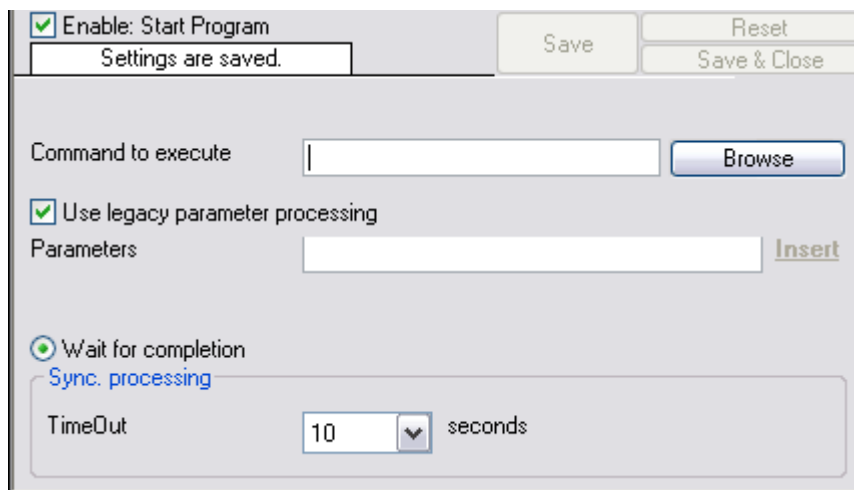 Enable: Start Program
Settings are saved.
Save
Reset
Save & Close
Command to execute
Browse
Use legacy parameter processing
Parameters
Insert
Wait for completion
Sync. processing
TimeOut 10 seconds